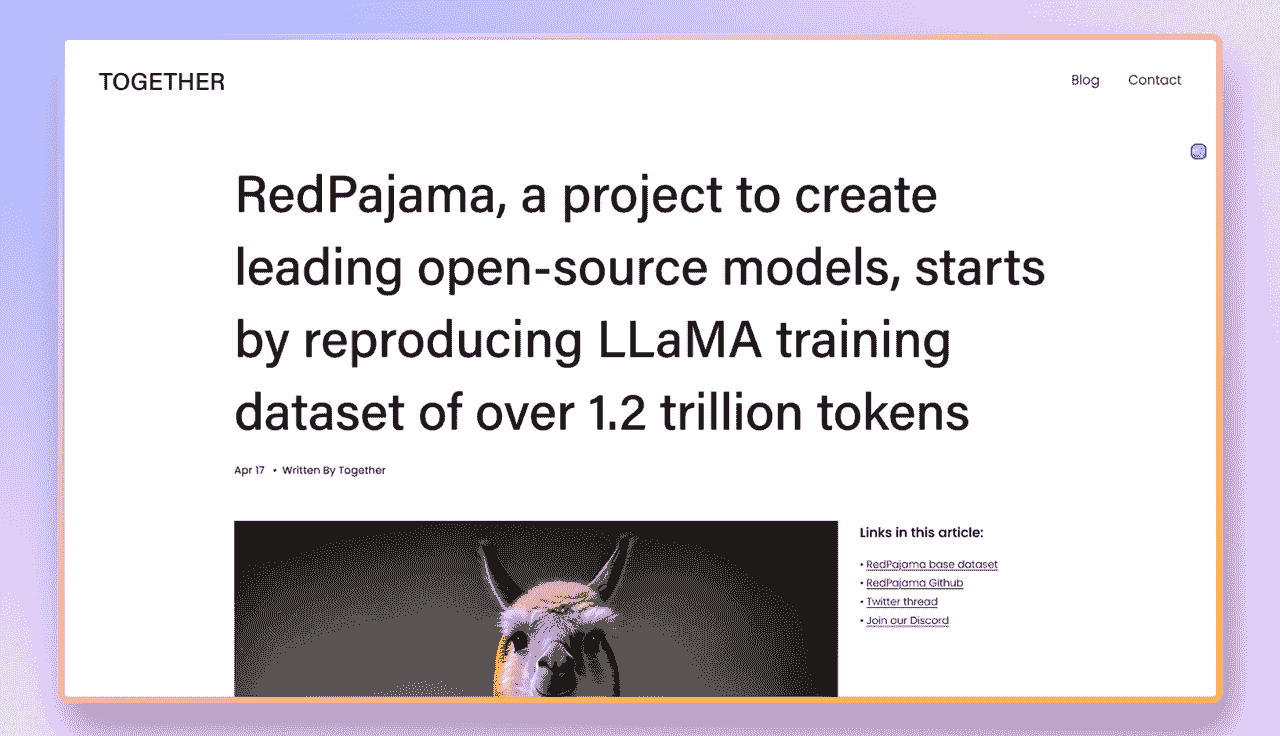 TOGETHER
Blog
Contact
RedPajama, a project to create
leading open-source models, starts
by reproducing LLaMA training
dataset of over 1.2 trillion tokens
Apr 17 • Written By Together
Links in this article:
• RedPajama base dataset
• RedPajama Github
• Twitter thread
• Join our Discord